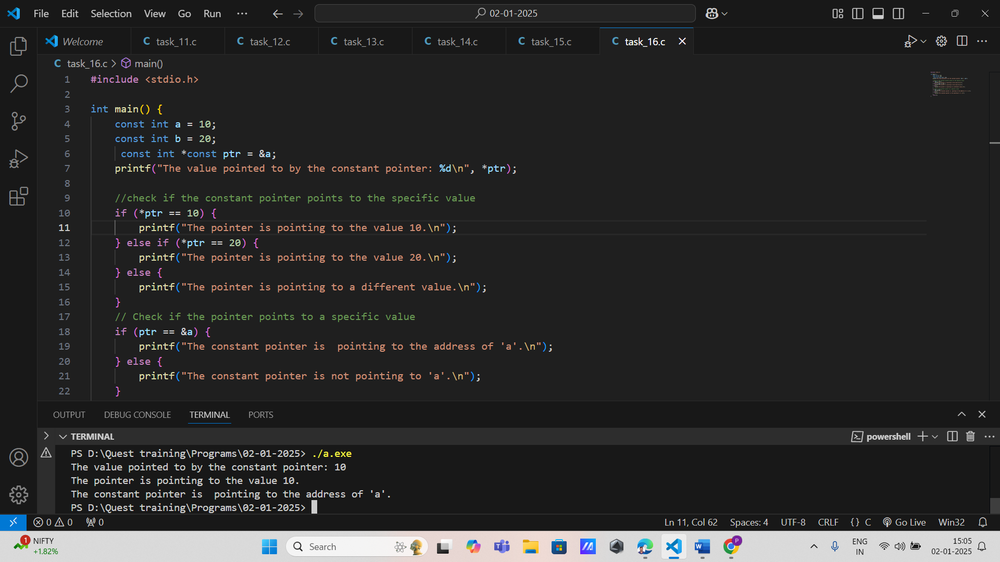 File Edit Selection View Go Run ··· 02-01-2025
Welcome C task_11.c C task_12.c C task_13.c C task_14.c C task_15.c C task_16.c
C task_16.c > main()
1 #include <stdio.h>
2
3 int main() {
4 const int a = 10;
5 const int b = 20;
6 const int *const ptr = &a;
7 printf("The value pointed to by the constant pointer: %d\n", *ptr);
8
9 //check if the constant pointer points to the specific value
10 if (*ptr == 10) {
11 printf("The pointer is pointing to the value 10.\n");
12 } else if (*ptr == 20) {
13 printf("The pointer is pointing to the value 20.\n");
14 } else {
15 printf("The pointer is pointing to a different value.\n");
16 }
17 // Check if the pointer points to a specific value
18 if (ptr == &a) {
19 printf("The constant pointer is  pointing to the address of 'a'.\n");
20 } else {
21 printf("The constant pointer is not pointing to 'a'.\n");
22 }
OUTPUT DEBUG CONSOLE TERMINAL PORTS
TERMINAL powershell
PS D:\Quest training\Programs\02-01-2025> ./a.exe
The value pointed to by the constant pointer: 10
The pointer is pointing to the value 10.
The constant pointer is  pointing to the address of 'a'.
PS D:\Quest training\Programs\02-01-2025>
0 0 0 Ln 11, Col 62 Spaces: 4 UTF-8 CRLF {} C Go Live Win32
1 NIFTY
+1.82%
Search
P
ENG
IN
15:05
02-01-2025